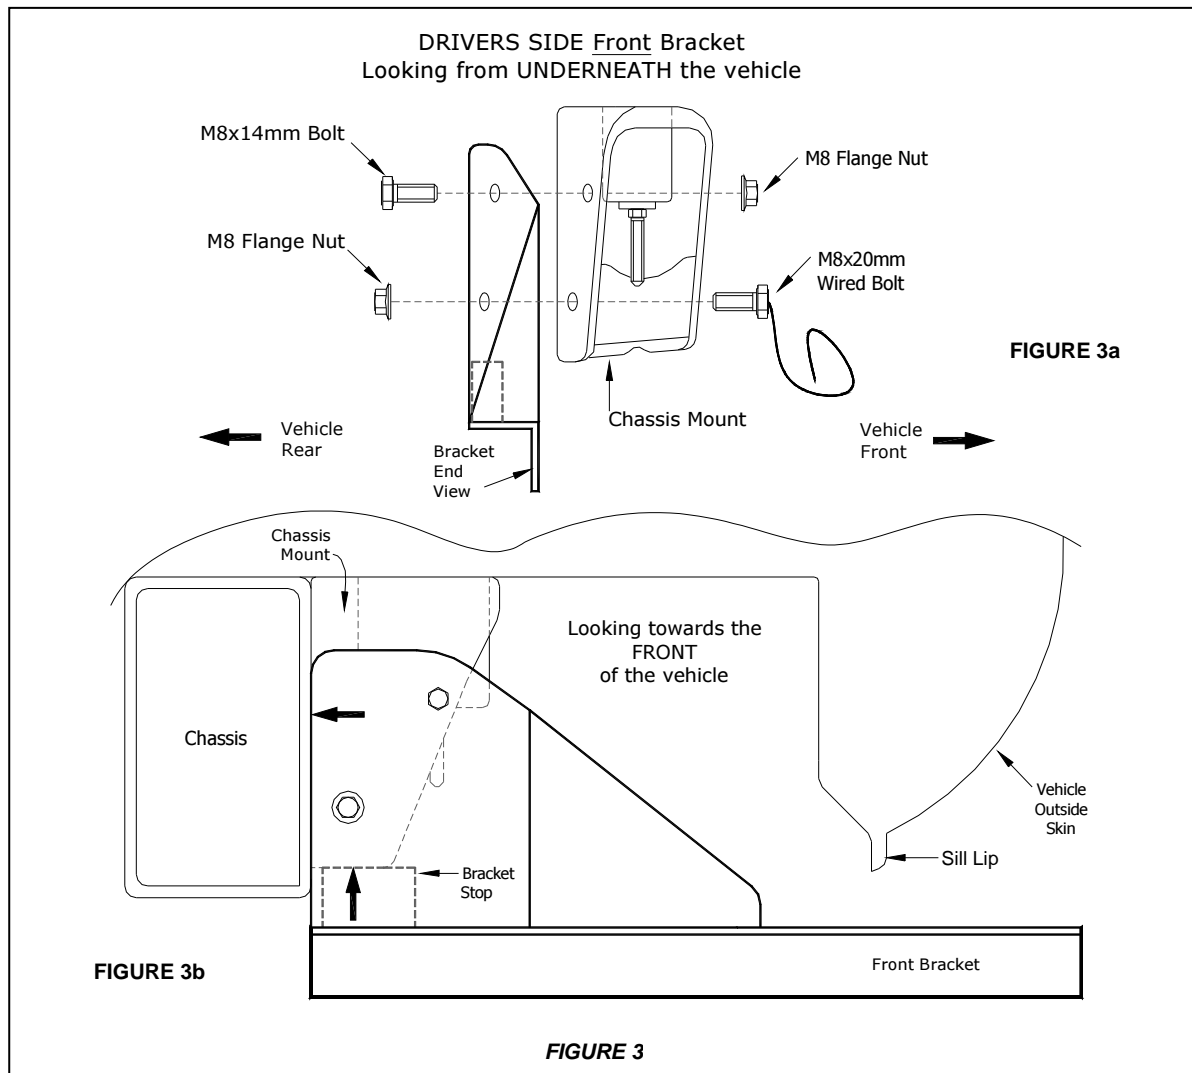 DRIVERS SIDE Front Bracket
Looking from UNDERNEATH the vehicle
M8x14mm Bolt
M8 Flange Nut
M8 Flange Nut
M8x20mm
Wired Bolt
FIGURE 3a
Chassis Mount
Vehicle
Rear
Bracket
End
View
Vehicle
Front
Chassis
Mount
Looking towards the
FRONT
of the vehicle
Chassis
Vehicle
Outside
Skin
Sill Lip
Bracket
Stop
FIGURE 3b
Front Bracket
FIGURE 3